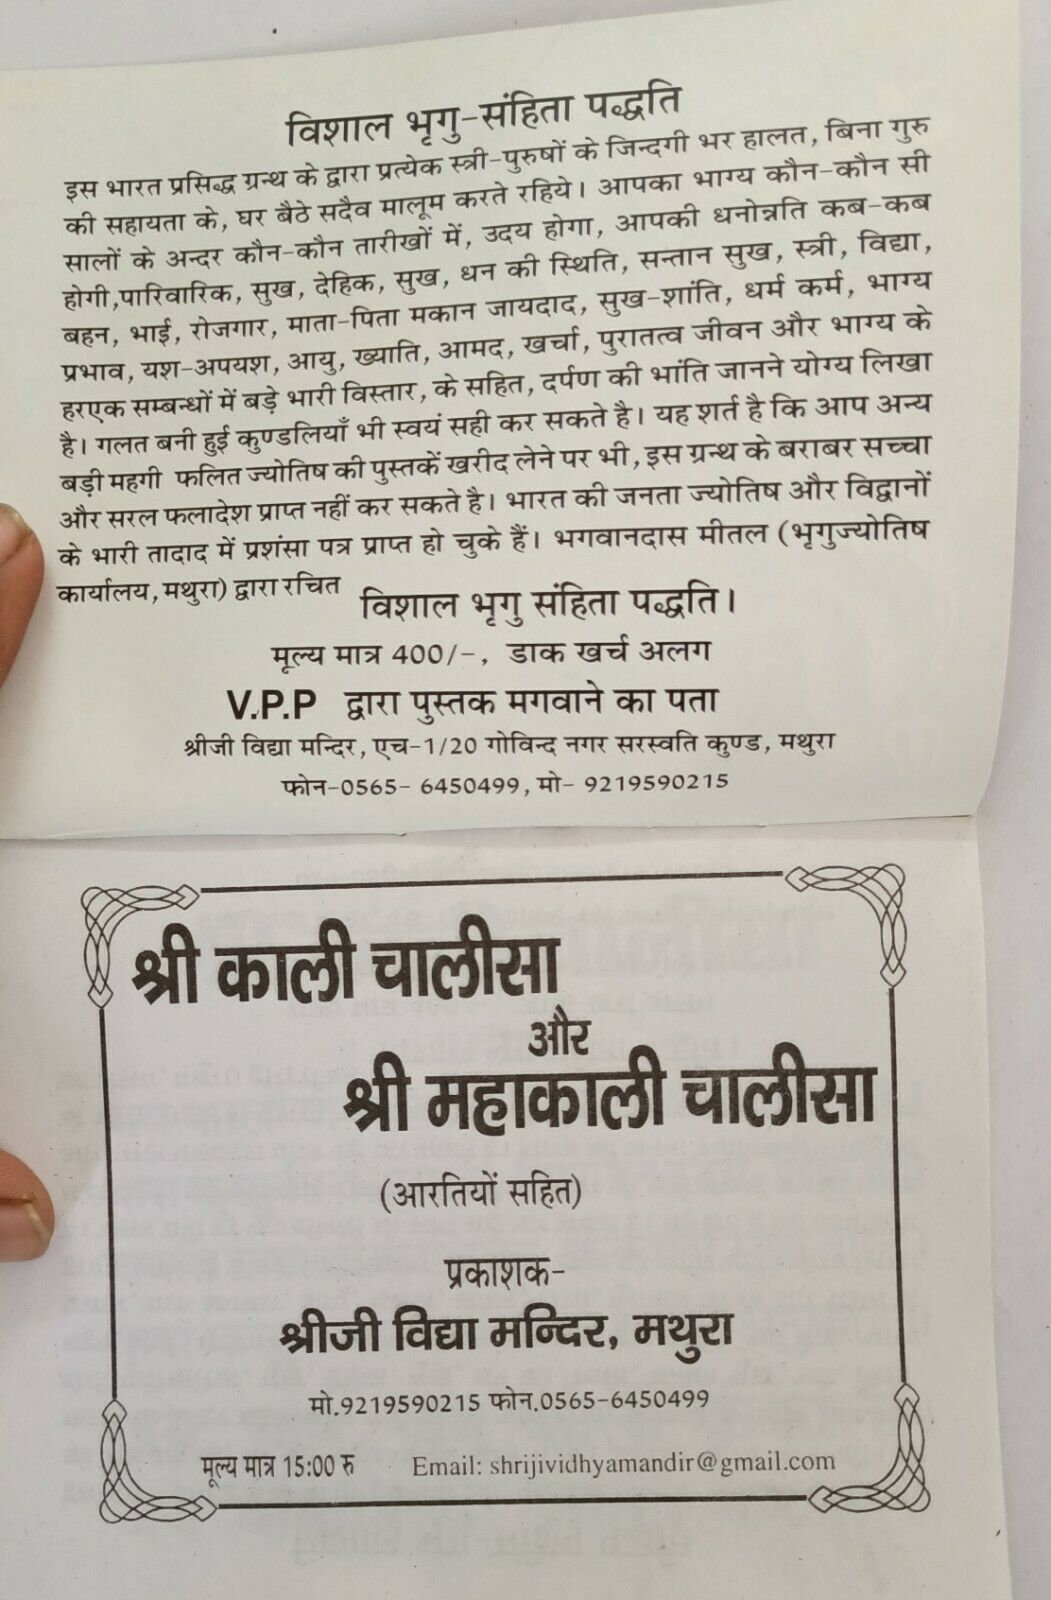 विशाल भृगु-संहिता पद्धति
इस भारत प्रसिद्ध ग्रन्थ के द्वारा प्रत्येक स्त्री-पुरुषों के जिन्दगी भर हालत, बिना गुरु
की सहायता के, घर बैठे सदैव मालूम करते रहिये। आपका भाग्य कौन-कौन सी
सालों के अन्दर कौन-कौन तारीखों में, उदय होगा, आपकी धनोन्नति कब-कब
होगी,पारिवारिक, सुख, देहिक, सुख, धन की स्थिति, सन्तान सुख, स्त्री, विद्या,
बहन, भाई, रोजगार, माता-पिता मकान जायदाद, सुख-शांति, धर्म कर्म, भाग्य
प्रभाव, यश-अपयश, आयु, ख्याति, आमद, खर्चा, पुरातत्व जीवन और भाग्य के
हरएक सम्बन्धों में बड़े भारी विस्तार, के सहित, दर्पण की भांति जानने योग्य लिखा
है। गलत बनी हुई कुण्डलियाँ भी स्वयं सही कर सकते है। यह शर्त है कि आप अन्य
बड़ी महगी फलित ज्योतिष की पुस्तकें खरीद लेने पर भी, इस ग्रन्थ के बराबर सच्चा
और सरल फलादेश प्राप्त नहीं कर सकते है। भारत की जनता ज्योतिष और विद्वानों
के भारी तादाद में प्रशंसा पत्र प्राप्त हो चुके हैं। भगवानदास मीतल (भृगुज्योतिष
कार्यालय, मथुरा) द्वारा रचित
विशाल भृगु संहिता पद्धति।
मूल्य मात्र 400/-, डाक खर्च अलग
V.P.P द्वारा पुस्तक मगवाने का पता
श्रीजी विद्या मन्दिर, एच-1/20 गोविन्द नगर सरस्वति कुण्ड, मथुरा
फोन-0565- 6450499, मो- 9219590215
श्री काली चालीसा
और
श्री महाकाली चालीसा
(आरतियों सहित)
प्रकाशक-
श्रीजी विद्या मन्दिर, मथुरा
मो.9219590215 फोन.0565-6450499
मूल्य मात्र 15:00 रु Email: shrijividhyamandir@gmail.com